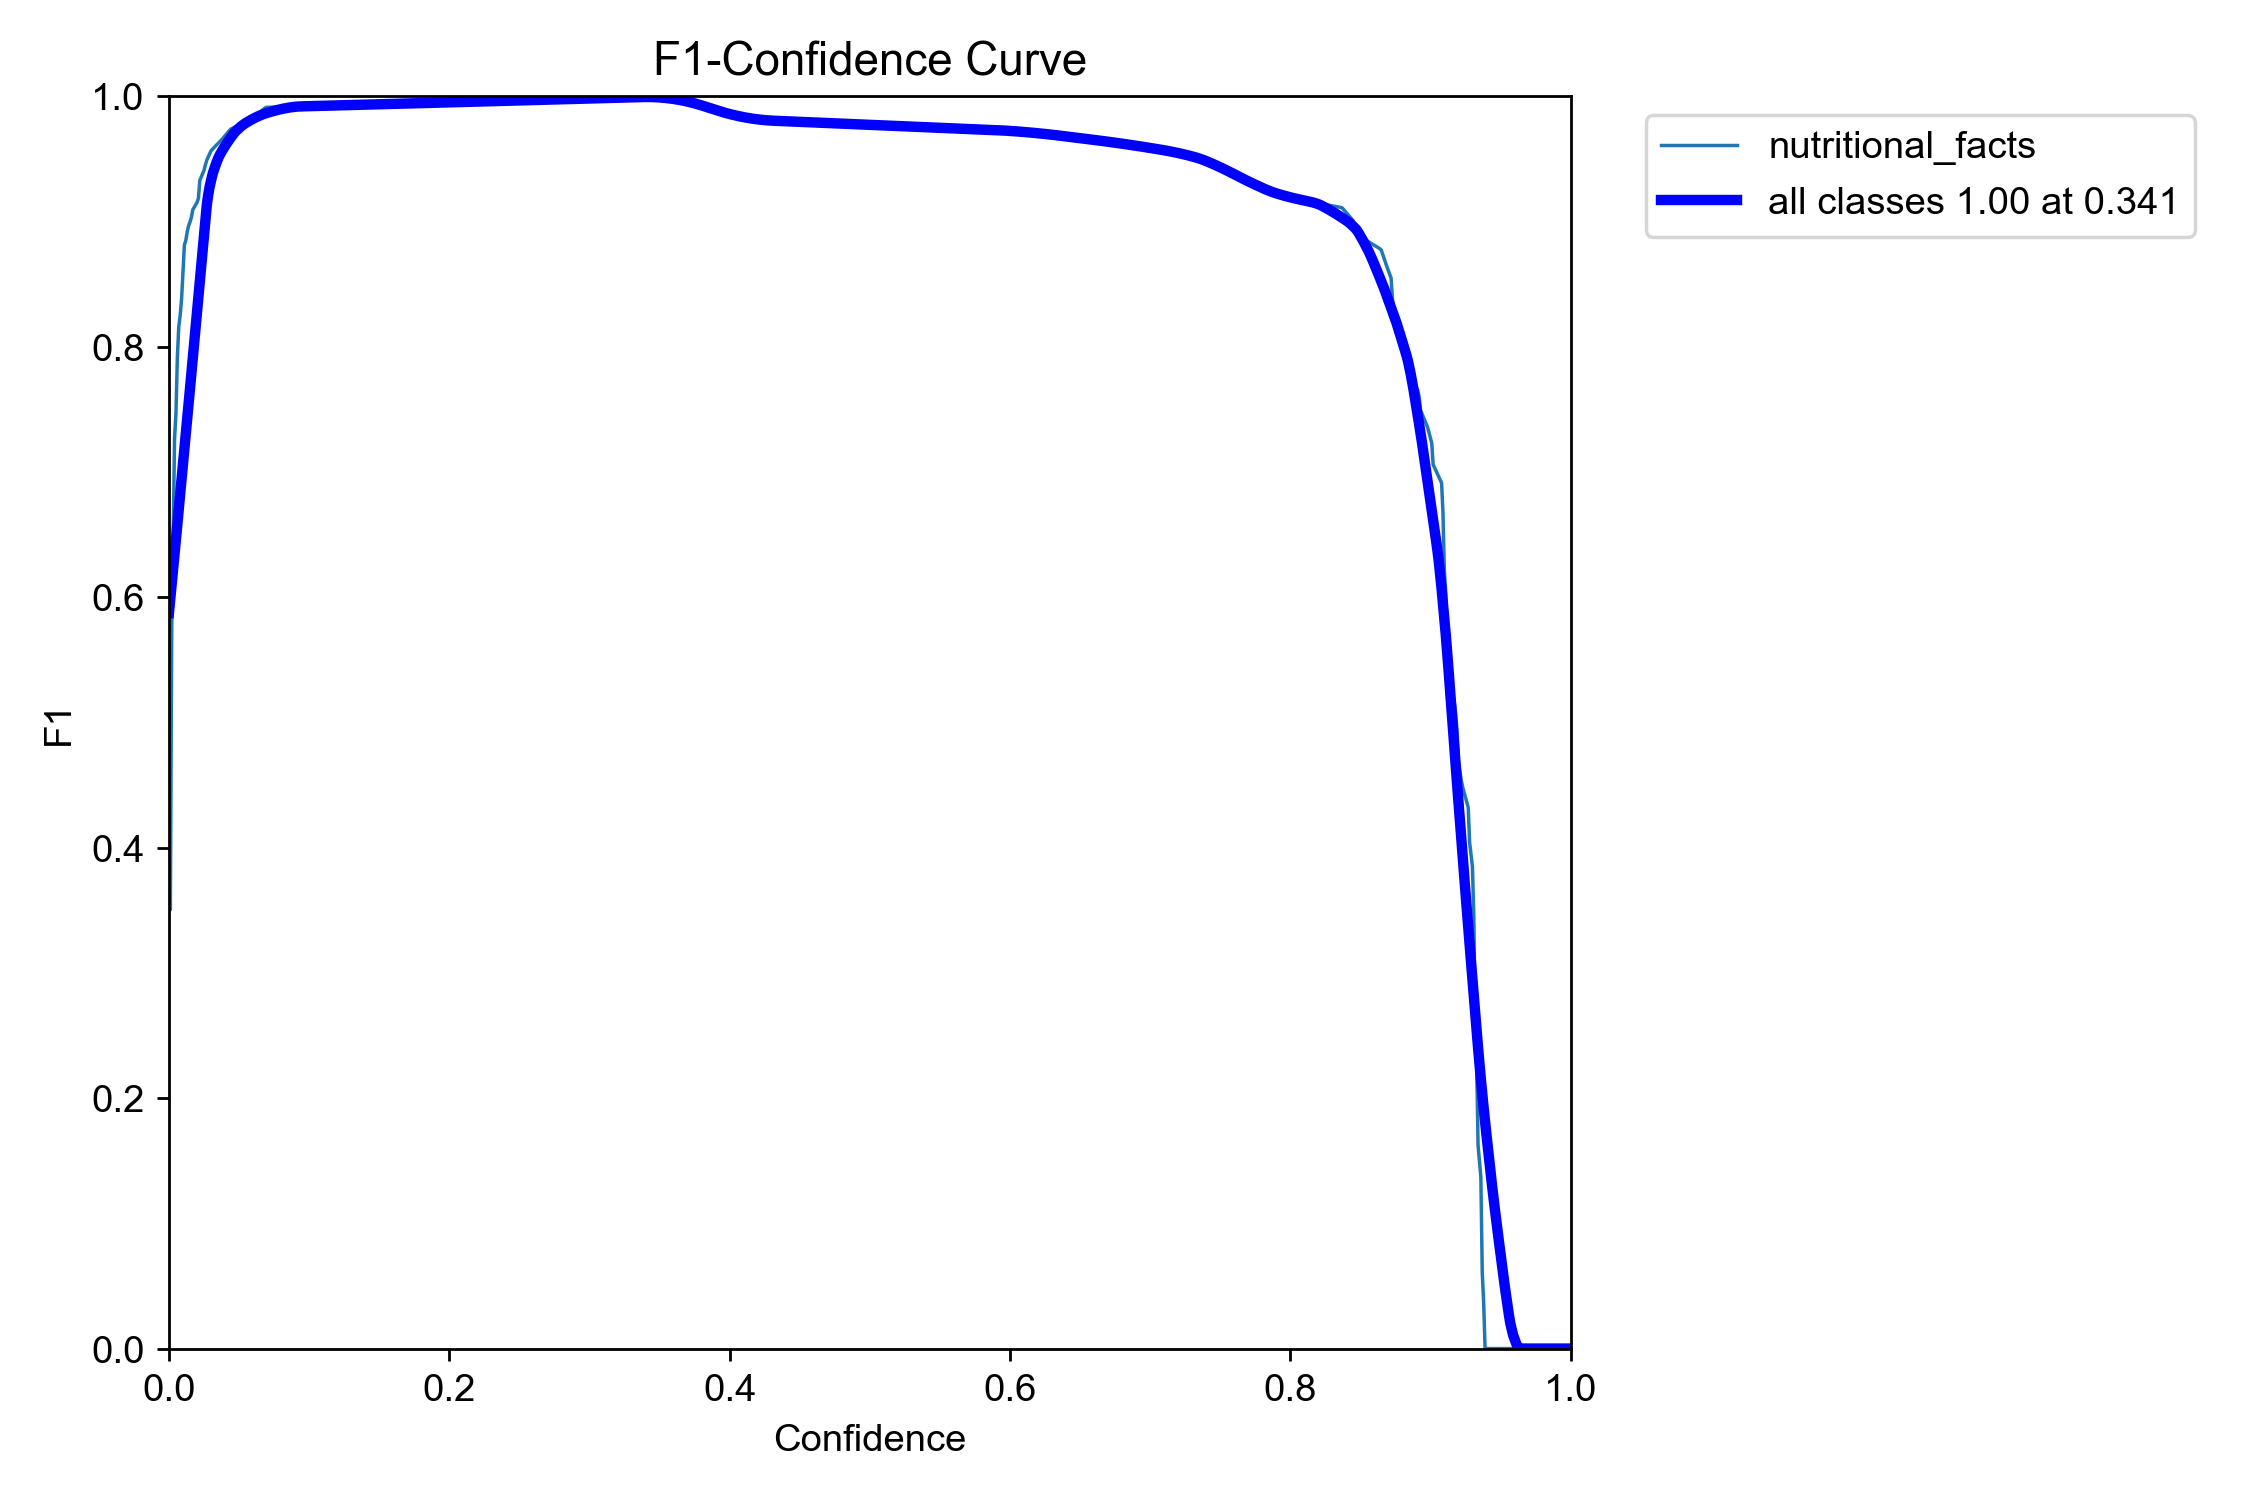 F1-Confidence Curve
1.0
0.8
0.6
0.4
0.2
0.0
F1
0.0 0.2 0.4 0.6 0.8 1.0
Confidence
nutritional_facts
all classes 1.00 at 0.341